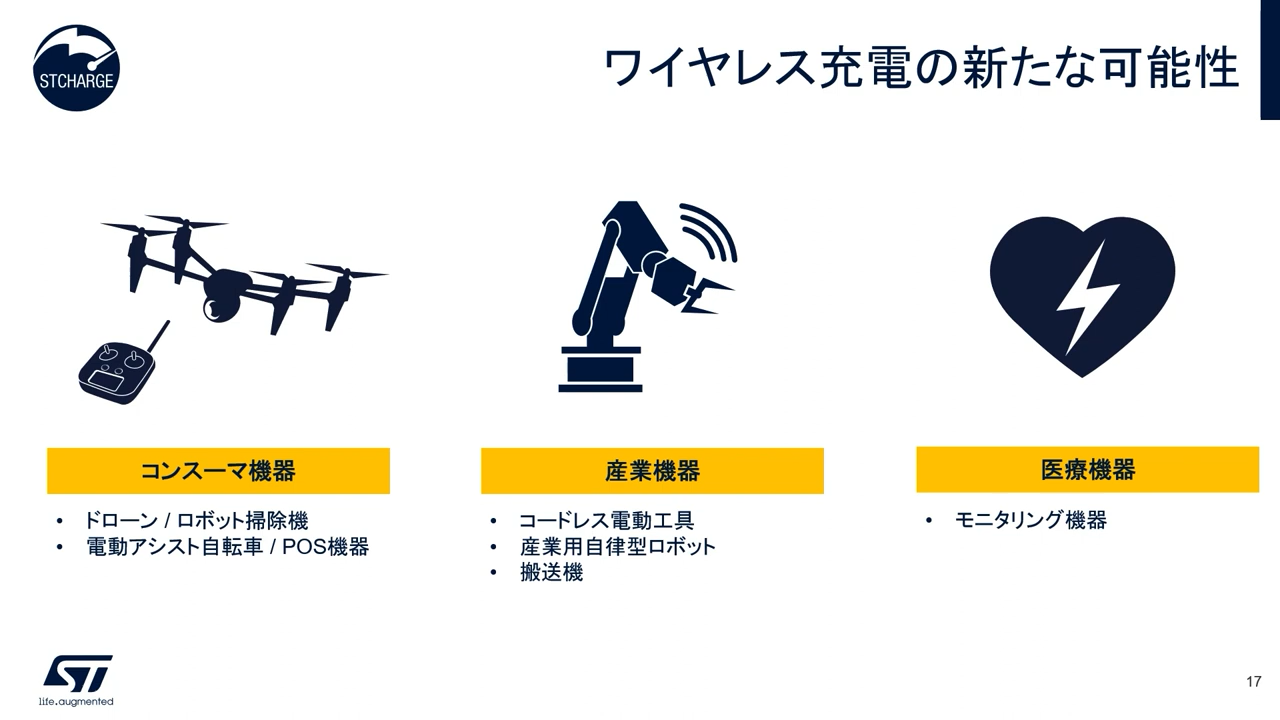 STCHARGE
ワイヤレス充電の新たな可能性
コンスーマ機器
• ドローン / ロボット掃除機
• 電動アシスト自転車 / POS機器
産業機器
• コードレス電動工具
• 産業用自律型ロボット
• 搬送機
医療機器
• モニタリング機器
ST
life.augmented
17